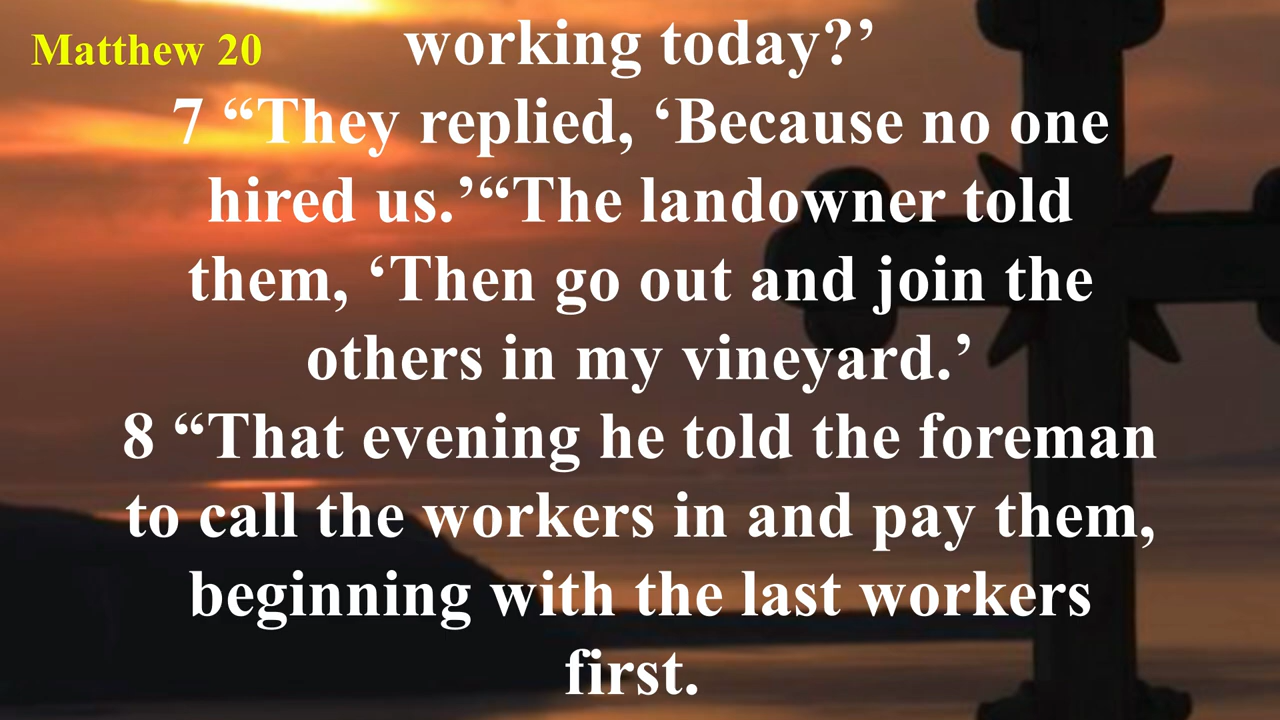 Matthew 20
working today?’
7 “They replied, ‘Because no one
hired us.’“The landowner told
them, ‘Then go out and join the
others in my vineyard.’
8 “That evening he told the foreman
to call the workers in and pay them,
beginning with the last workers
first.